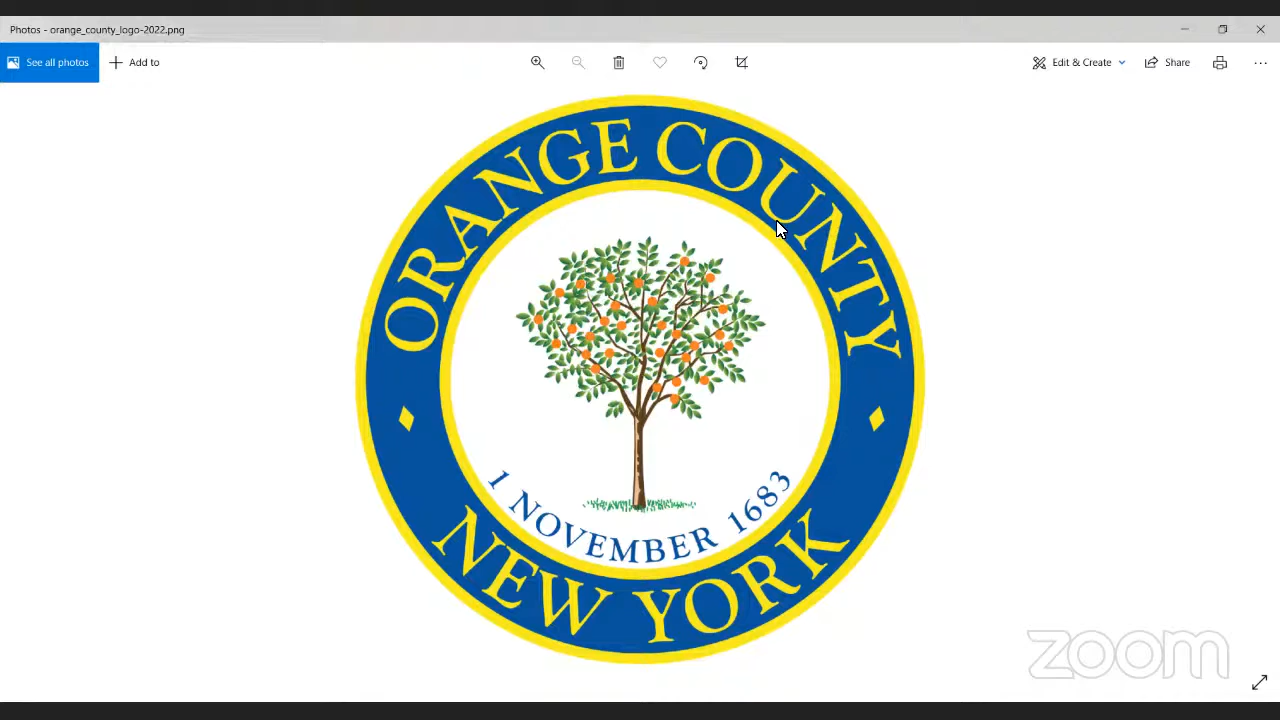 Photos - orange_county_logo-2022.png
See all photos
Add to
Edit & Create
Share
ORANGE COUNTY
1 NOVEMBER 1683
NEW YORK
zoom